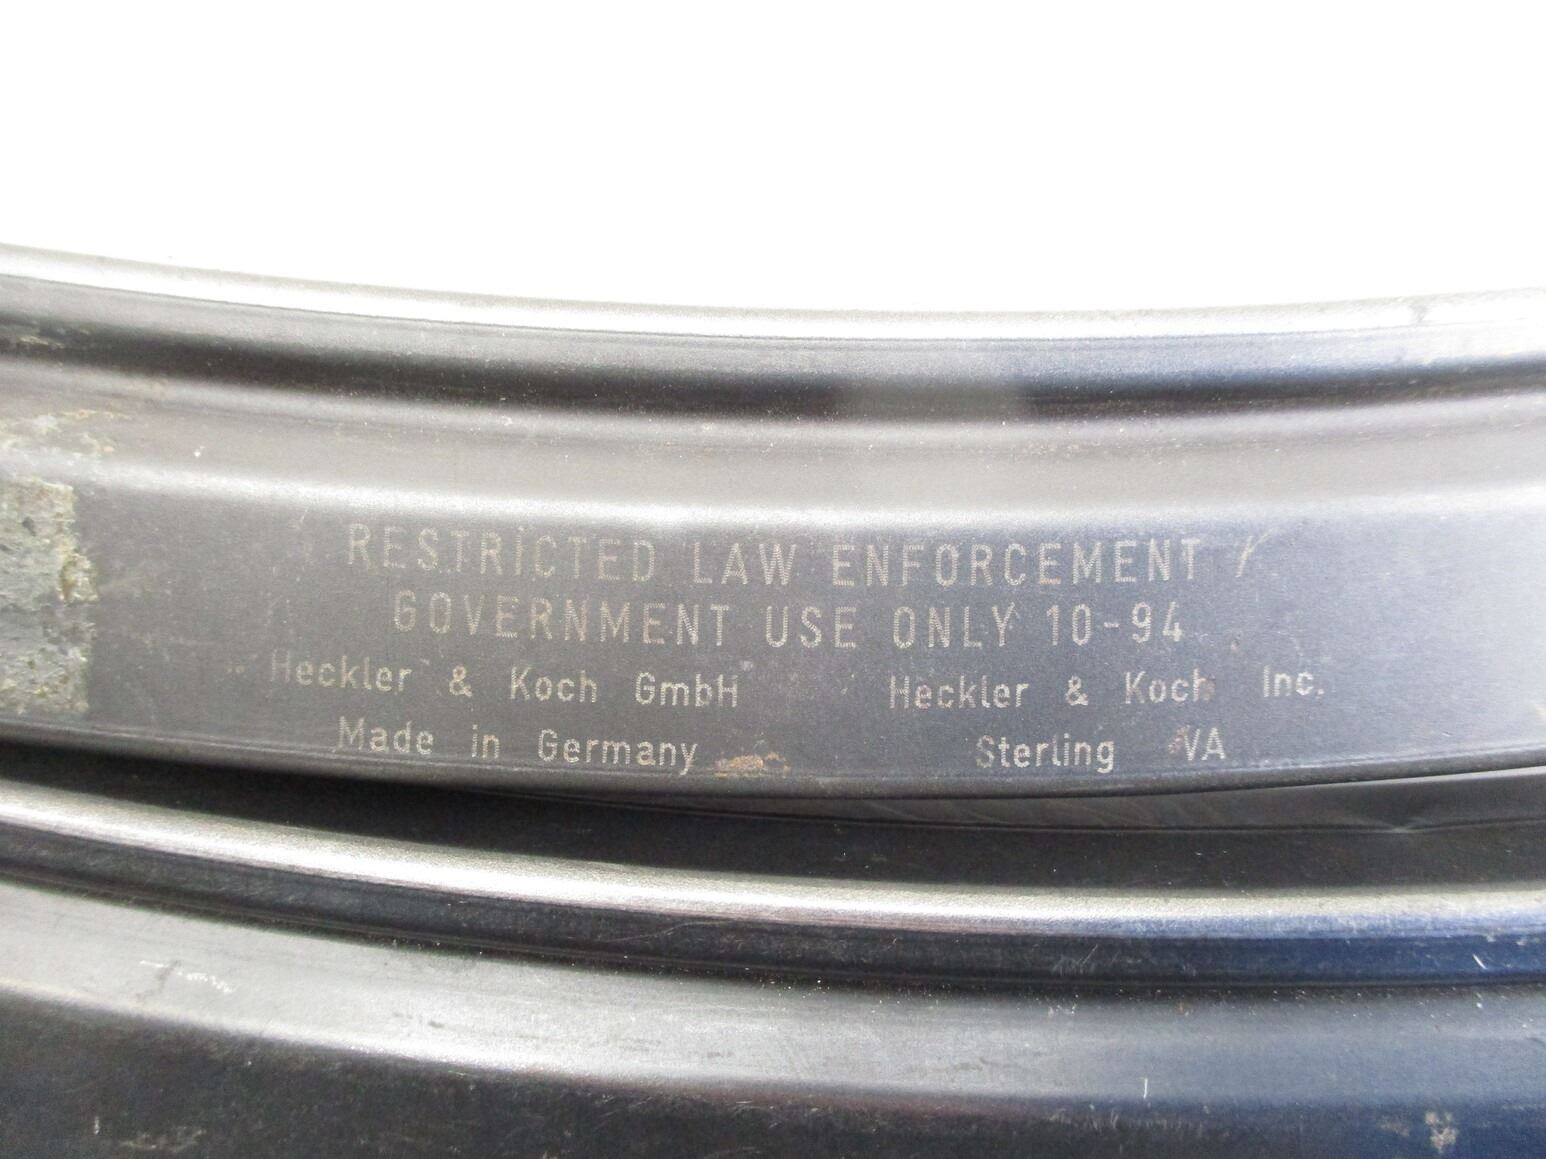 RESTRICTED LAW ENFORCEMENT /
GOVERNMENT USE ONLY 10-94
Heckler & Koch GmbH Heckler & Koch Inc.
Made in Germany Sterling VA